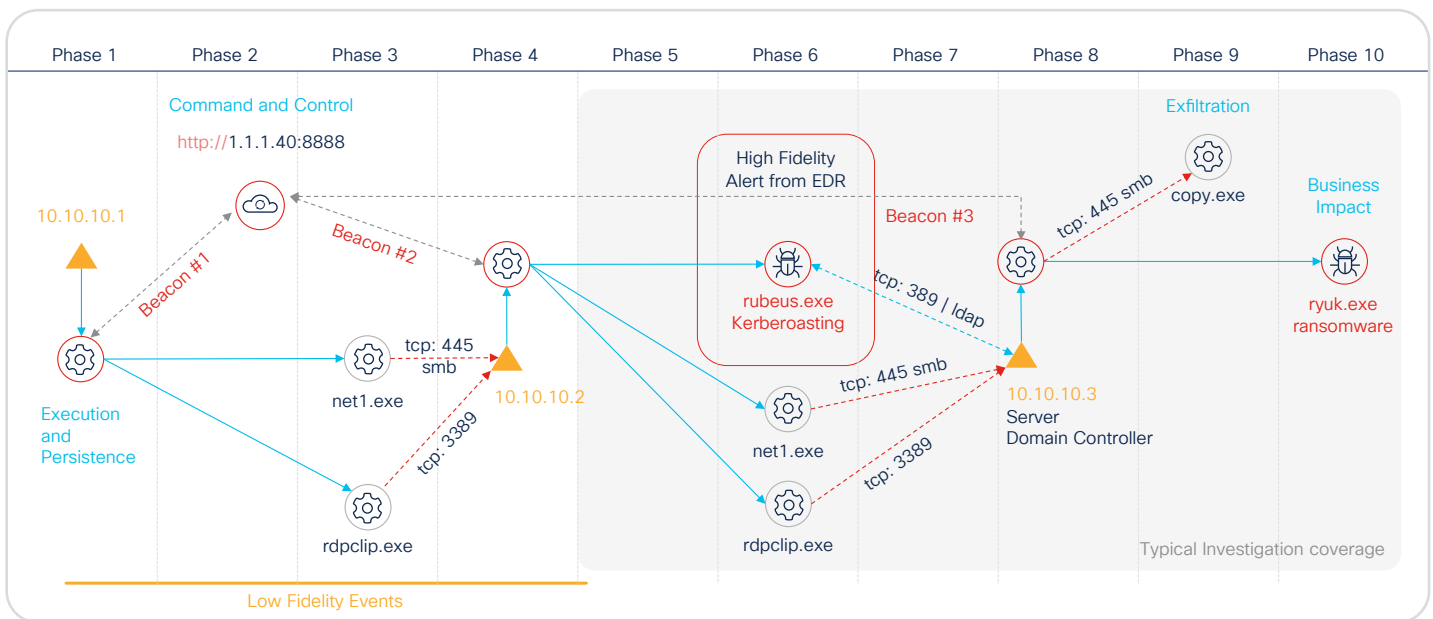 Phase 1
Phase 2
Phase 3
Phase 4
Phase 5
Phase 6
Phase 7
Phase 8
Phase 9
Phase 10
Command and Control
http://1.1.1.40:8888
10.10.10.1
Beacon #1
Beacon #2
Execution
and
Persistence
net1.exe
tcp: 445
smb
10.10.10.2
tcp: 3389
rdpclip.exe
Low Fidelity Events
High Fidelity
Alert from EDR
rubeus.exe
Kerberoasting
Beacon #3
tcp: 389 | ldap
tcp: 445 smb
net1.exe
tcp: 3389
rdpclip.exe
10.10.10.3
Server
Domain Controller
tcp: 445 smb
Exfiltration
copy.exe
Business
Impact
ryuk.exe
ransomware
Typical Investigation coverage